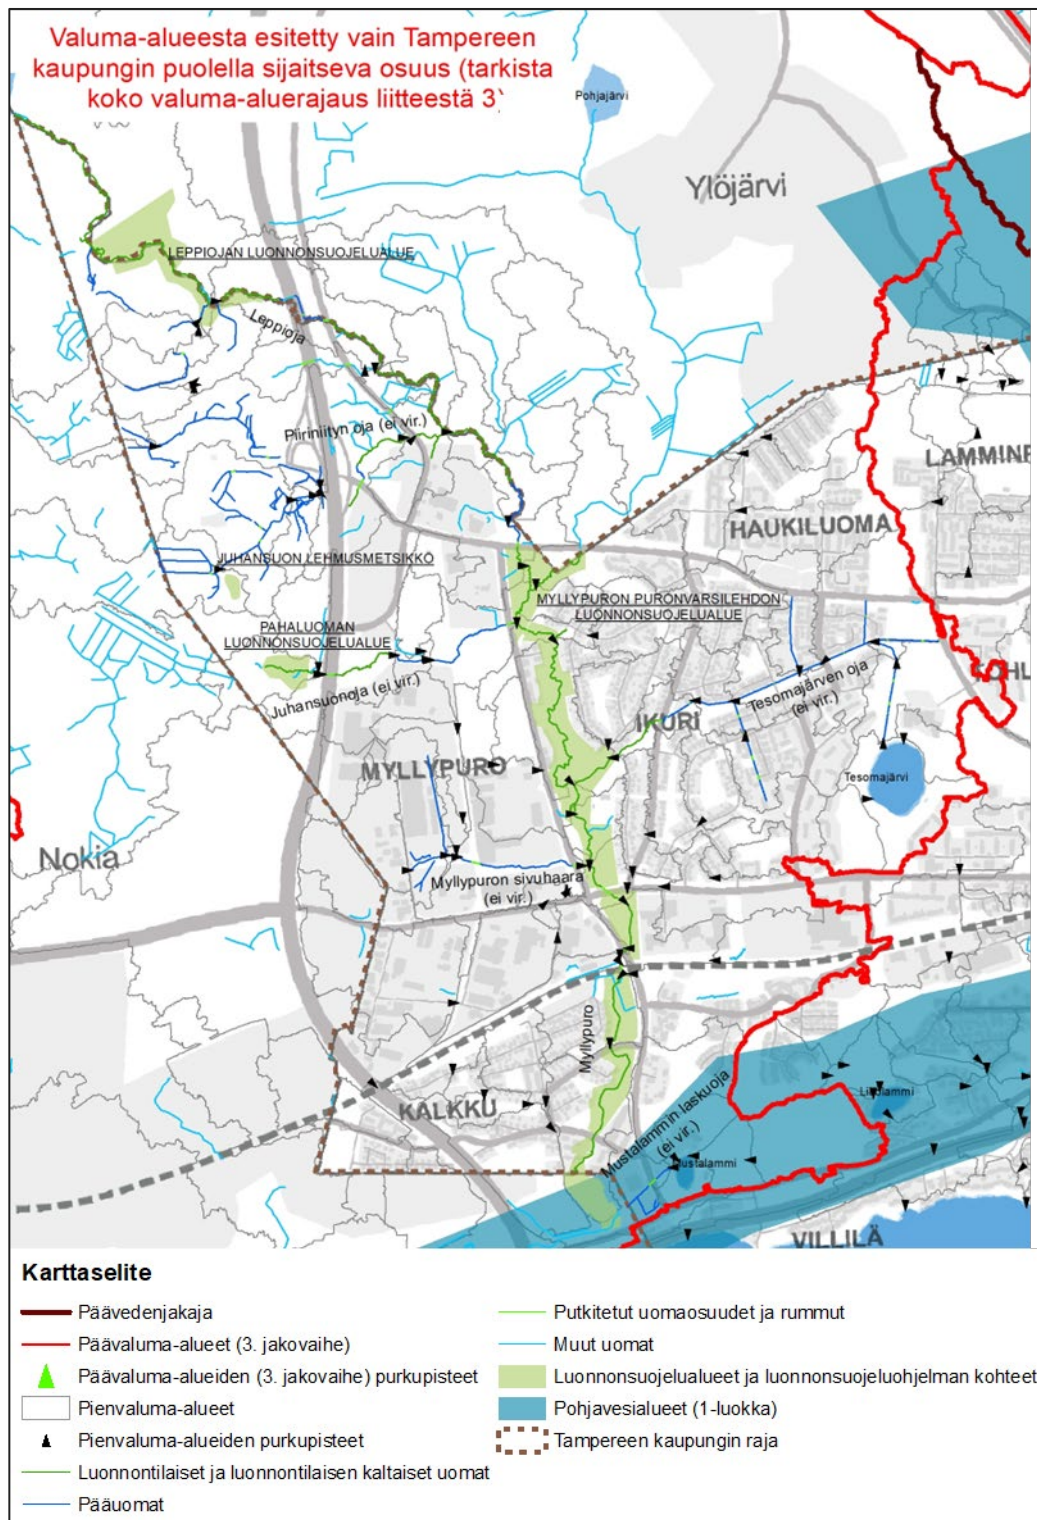 Valuma-alueesta esitetty vain Tampereen
kaupungin puolella sijaitseva osuus (tarkista
koko valuma-aluerajaus liitteestä 3
Pohjajärvi
Ylöjärvi
LEPPIOJAN LUONNONSUOJELUALUE
Leppioja
Piiriniityn oja (ei vir.)
LAMMINP
HAUKILUOMA
JUHANSUON LEHMUSMETSIKKÖ
MYLLYPURON PURONVARSILEHDON
LUONNONSUOJELUALUE
PAHALUOMAN
LUONNONSUOJELUALUE
OHL
Juhansuonoja (ei vir.)
IKURI
Tesomajärven oja
(ei vir.)
MYLLYPURO
Tesomajärvi
Nokia
Myllypuron sivuhaara
(ei vir.)
Myllypuro
KALKKU
Mustalammin laskuoja
(ei vir.)
Mustalammi
VILLILÄ
Karttaselite
Päävedenjakaja
Päävaluma-alueet (3. jakovaihe)
Päävaluma-alueiden (3. jakovaihe) purkupisteet
Pienvaluma-alueet
Pienvaluma-alueiden purkupisteet
Luonnontilaiset ja luonnontilaisen kaltaiset uomat
Pääuomat
Putkitetut uomaosuudet ja rummut
Muut uomat
Luonnonsuojelualueet ja luonnonsuojeluohjelman kohteet
Pohjavesialueet (1-luokka)
Tampereen kaupungin raja